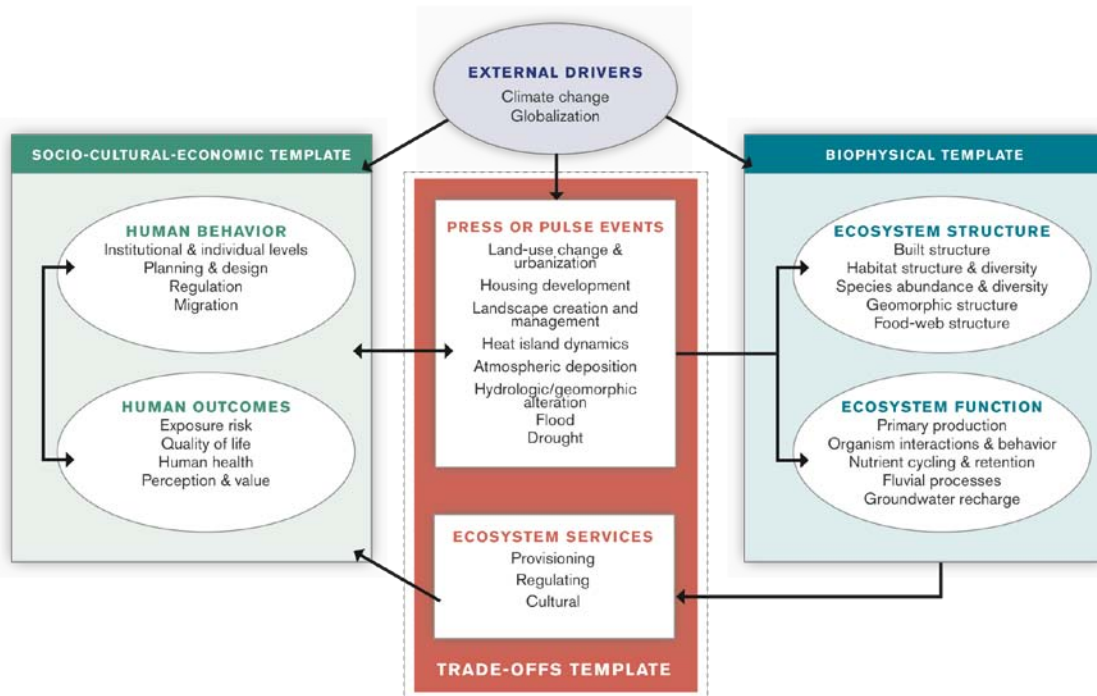 EXTERNAL DRIVERS
Climate change
Globalization
SOCIO-CULTURAL-ECONOMIC TEMPLATE
HUMAN BEHAVIOR
Institutional & individual levels
Planning & design
Regulation
Migration
HUMAN OUTCOMES
Exposure risk
Quality of life
Human health
Perception & value
PRESS OR PULSE EVENTS
Land-use change &
urbanization
Housing development
Landscape creation and
management
Heat island dynamics
Atmospheric deposition
Hydrologic/geomorphic
alteration
Flood
Drought
ECOSYSTEM SERVICES
Provisioning
Regulating
Cultural
TRADE-OFFS TEMPLATE
BIOPHYSICAL TEMPLATE
ECOSYSTEM STRUCTURE
Built structure
Habitat structure & diversity
Species abundance & diversity
Geomorphic structure
Food-web structure
ECOSYSTEM FUNCTION
Primary production
Organism interactions & behavior
Nutrient cycling & retention
Fluvial processes
Groundwater recharge